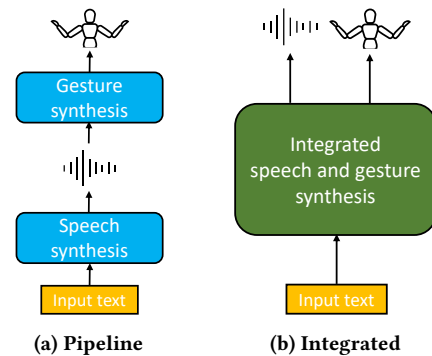 Gesture
synthesis
Speech
synthesis
Input text
(a) Pipeline
Integrated
speech and gesture
synthesis
Input text
(b) Integrated